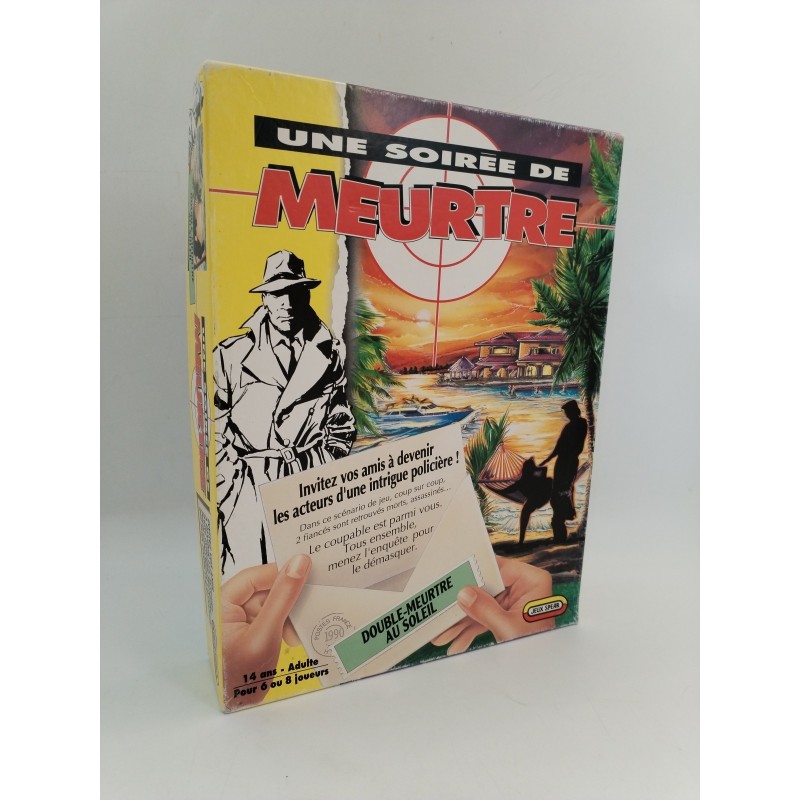 UNE SOIRÉE DE
MEURTRE
Invitez vos amis à devenir
les acteurs d'une intrigue policière !
Dans ce scénario de jeu, coup sur coup,
2 fiancés sont retrouvés morts, assassinés...
Le coupable est parmi vous.
Tous ensemble,
menez l'enquête pour
le démasquer.
DOUBLE-MEURTRE
AU SOLEIL
1990
JEUX SPEAR
14 ans - Adulte
Pour 6 ou 8 joueurs
MEURTRE